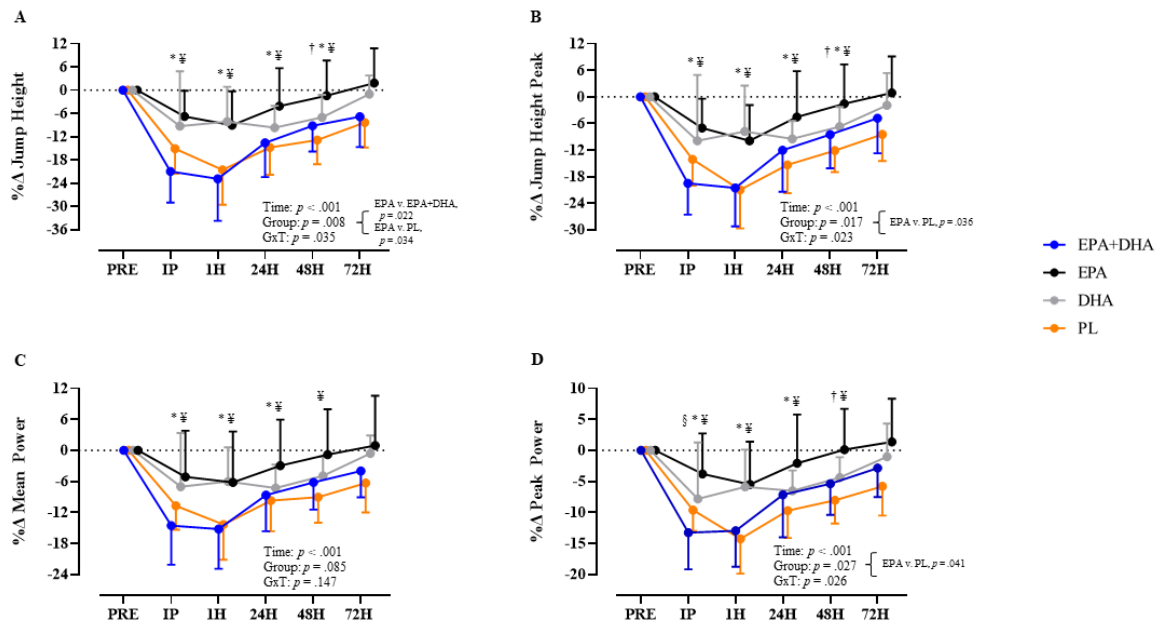 A
%Δ Jump Height
12
6
0
-6
-12
-18
-24
-30
-36
* ¥
* ¥
* ¥
† * ¥
Time: p < .001
Group: p = .008
GxT: p = .035
EPA v. EPA+DHA,
p = .022
EPA v. PL,
p = .034
PRE IP 1H 24H 48H 72H
B
%Δ Jump Height Peak
12
6
0
-6
-12
-18
-24
-30
* ¥
* ¥
* ¥
† * ¥
Time: p < .001
Group: p = .017
GxT: p = .023
EPA v. PL, p = .036
PRE IP 1H 24H 48H 72H
EPA+DHA
EPA
DHA
PL
C
%Δ Mean Power
12
6
0
-6
-12
-18
-24
* ¥
* ¥
* ¥
¥
Time: p < .001
Group: p = .085
GxT: p = .147
PRE IP 1H 24H 48H 72H
D
%Δ Peak Power
10
5
0
-5
-10
-15
-20
§ * ¥
* ¥
* ¥
† ¥
Time: p < .001
Group: p = .027
GxT: p = .026
EPA v. PL, p = .041
PRE IP 1H 24H 48H 72H